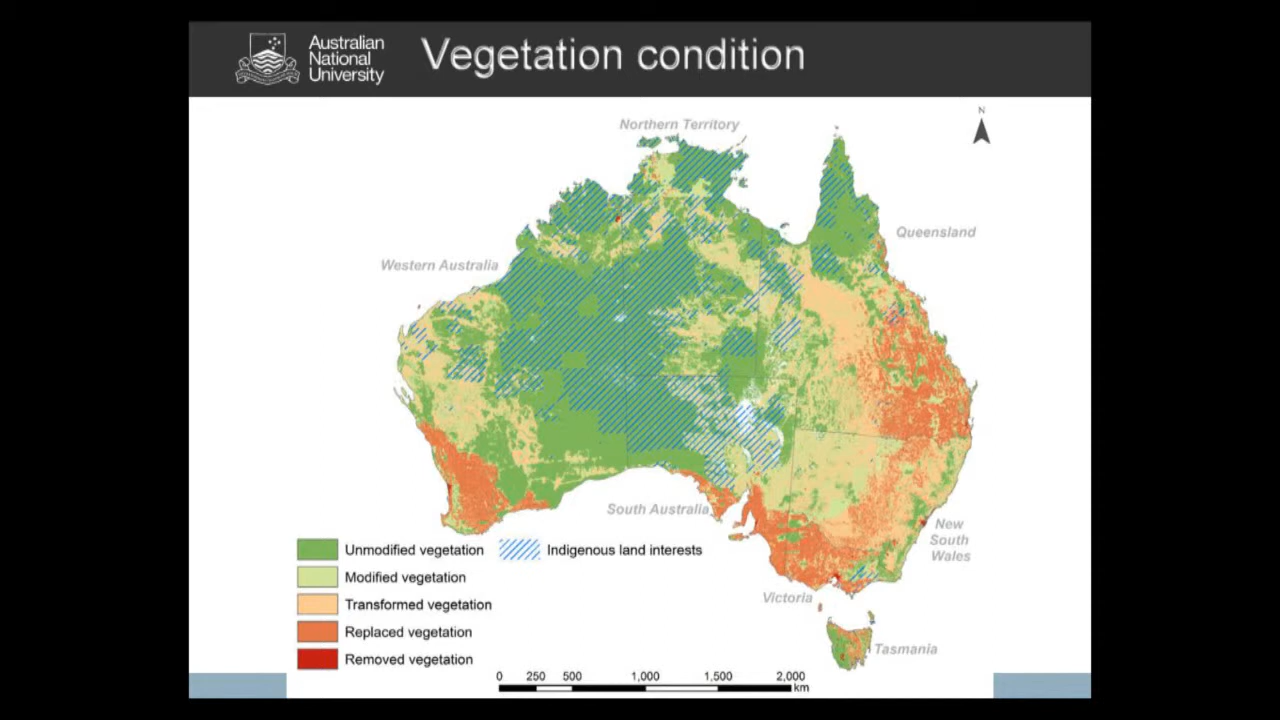 Australian
National
University
Vegetation condition
N
Northern Territory
Queensland
Western Australia
South Australia
New
South
Wales
Victoria
Tasmania
Unmodified vegetation
Indigenous land interests
Modified vegetation
Transformed vegetation
Replaced vegetation
Removed vegetation
0 250 500 1,000 1,500 2,000
km